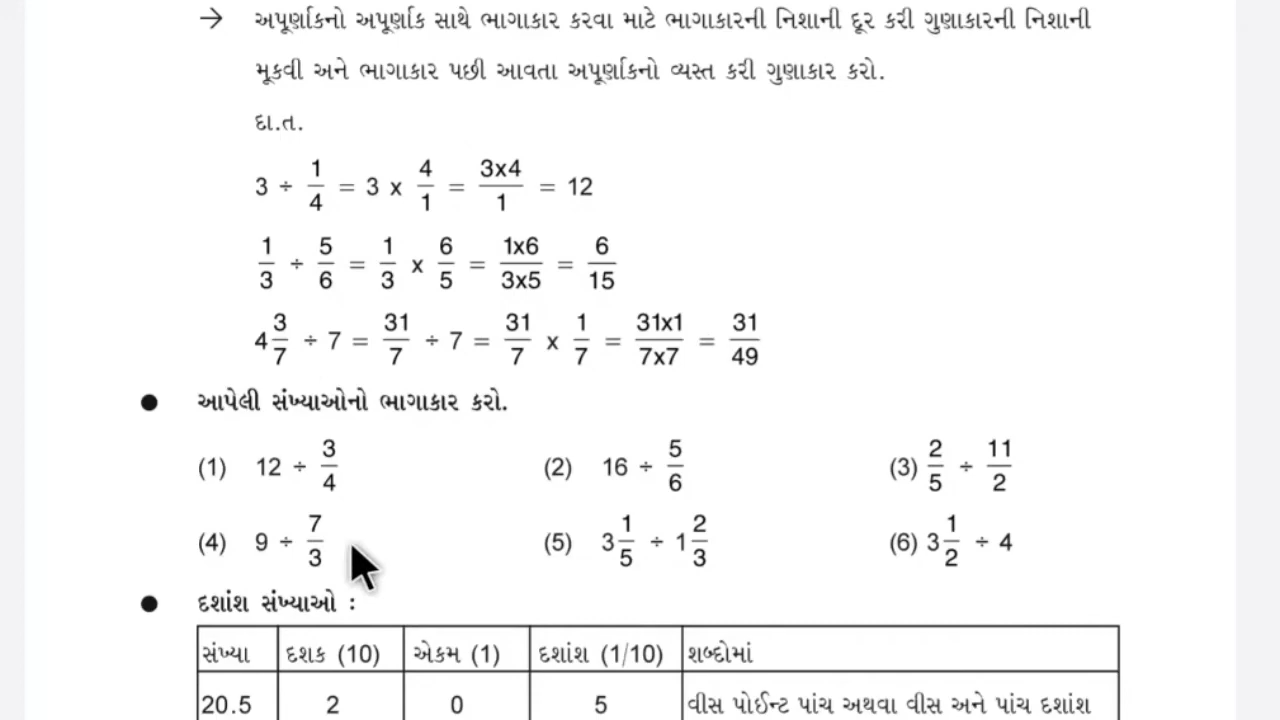 → અપૂર્ણાંકનો અપૂર્ણાંક સાથે ભાગાકાર કરવા માટે ભાગાકારની નિશાની દૂર કરી ગુણાકારની નિશાની
મૂકવી અને ભાગાકાર પછી આવતા અપૂર્ણાંકનો વ્યસ્ત કરી ગુણાકાર કરો.
દા.ત.
3 ÷ 1/4 = 3 x 4/1 = 3x4/1 = 12
1/3 ÷ 5/6 = 1/3 x 6/5 = 1x6/3x5 = 6/15
4 3/7 ÷ 7 = 31/7 ÷ 7 = 31/7 x 1/7 = 31x1/7x7 = 31/49
● આપેલી સંખ્યાઓનો ભાગાકાર કરો.
(1) 12 ÷ 3/4 (2) 16 ÷ 5/6 (3) 2/5 ÷ 11/2
(4) 9 ÷ 7/3 (5) 3 1/5 ÷ 1 2/3 (6) 3 1/2 ÷ 4
● દશાંશ સંખ્યાઓ :
સંખ્યા દશક (10) એકમ (1) દશાંશ (1/10) શબ્દોમાં
20.5 2 0 5 વીસ પોઈન્ટ પાંચ અથવા વીસ અને પાંચ દશાંશ